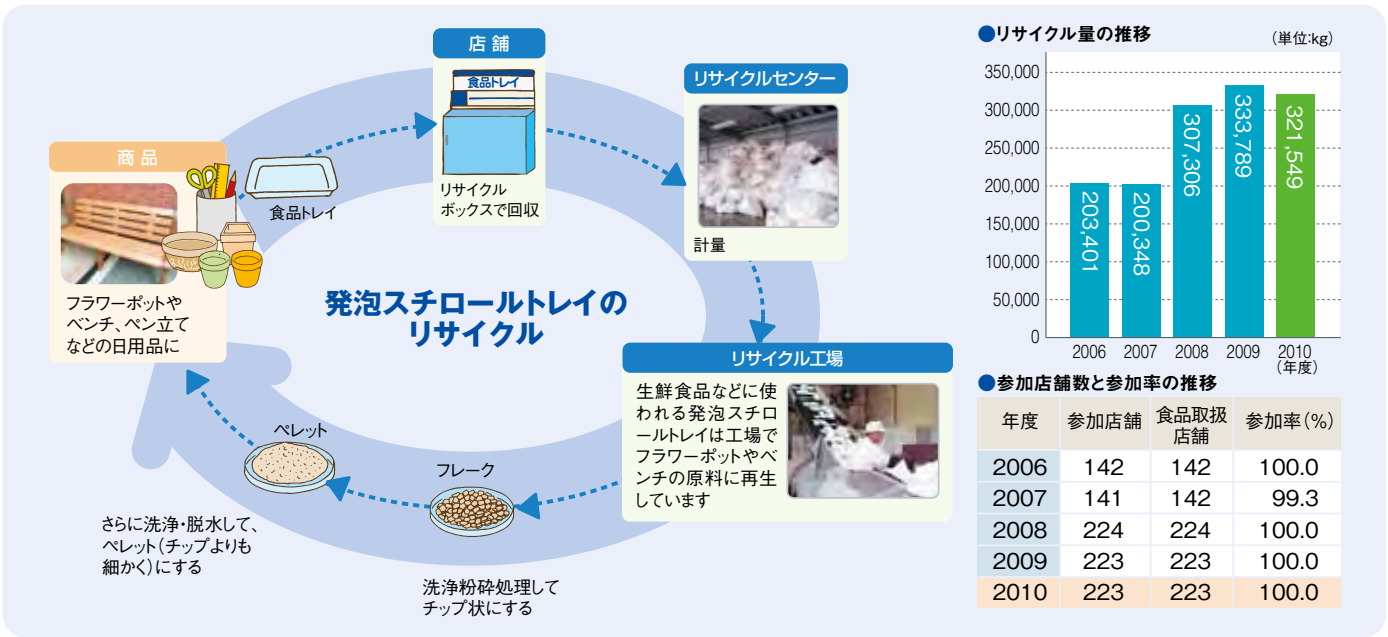 発泡スチロールトレイの
リサイクル
商品
フラワーポットや
ベンチ、ペン立て
などの日用品に
食品トレイ
店舗
食品トレイ
リサイクル
ボックスで回収
リサイクルセンター
計量
リサイクル工場
生鮮食品などに使
われる発泡スチロ
ールトレイは工場で
フラワーポットやベ
ンチの原料に再生
しています
フレーク
洗浄粉砕処理して
チップ状にする
ペレット
さらに洗浄・脱水して、
ペレット(チップよりも
細かく)にする
●リサイクル量の推移
(単位:kg)
350,000
300,000
250,000
200,000
150,000
100,000
50,000
0
203,401
200,348
307,306
333,789
321,549
2006 2007 2008 2009 2010
(年度)
●参加店舗数と参加率の推移
年度 参加店舗 食品取扱店舗 参加率(%)
2006 142 142 100.0
2007 141 142 99.3
2008 224 224 100.0
2009 223 223 100.0
2010 223 223 100.0